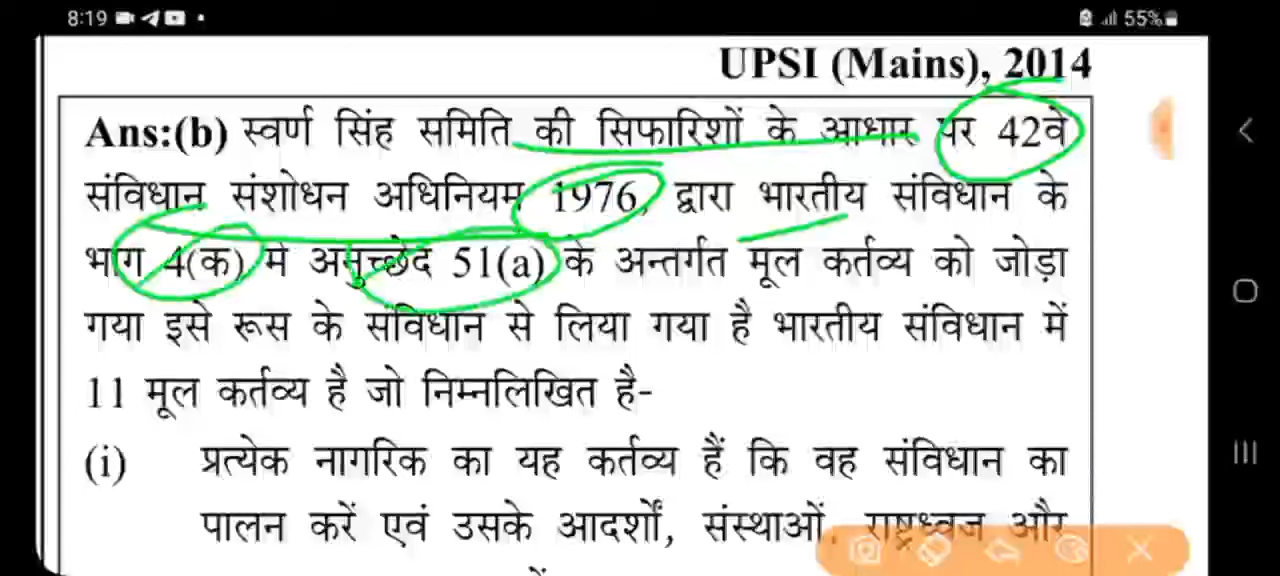 8:19
55%
UPSI (Mains), 2014
Ans:(b) स्वर्ण सिंह समिति की सिफारिशों के आधार पर 42वे
संविधान संशोधन अधिनियम 1976, द्वारा भारतीय संविधान के
भाग 4(क) मे अनुच्छेद 51(a) के अन्तर्गत मूल कर्तव्य को जोड़ा
गया इसे रूस के संविधान से लिया गया है भारतीय संविधान में
11 मूल कर्तव्य है जो निम्नलिखित है-
(i) प्रत्येक नागरिक का यह कर्तव्य हैं कि वह संविधान का
पालन करें एवं उसके आदर्शों, संस्थाओं, राष्ट्रध्वज और